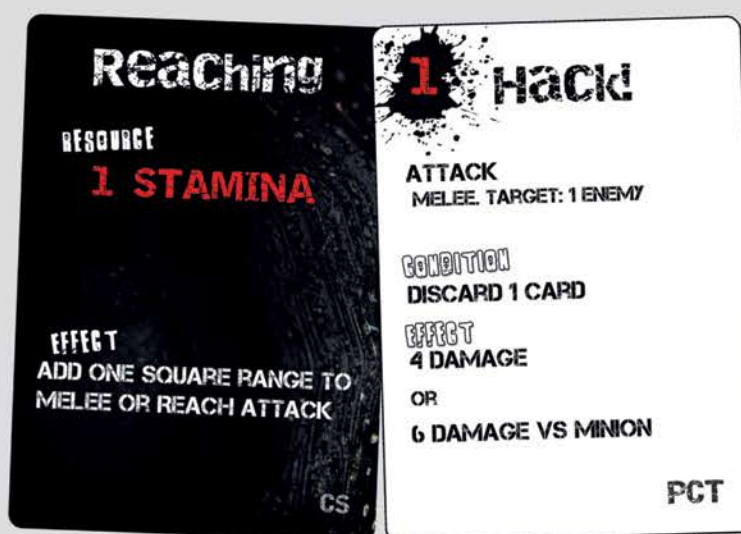 Reaching
RESOURCE
1 STAMINA
EFFECT
ADD ONE SQUARE RANGE TO
MELEE OR REACH ATTACK
CS
1 Hack!
ATTACK
MELEE. TARGET: 1 ENEMY
CONDITION
DISCARD 1 CARD
EFFECT
4 DAMAGE
OR
6 DAMAGE VS MINION
PCT